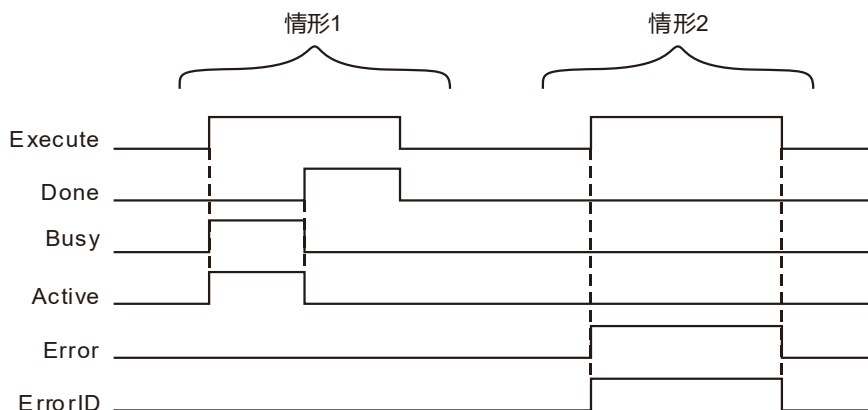 情形1 情形2
Execute
Done
Busy
Active
Error
ErrorID